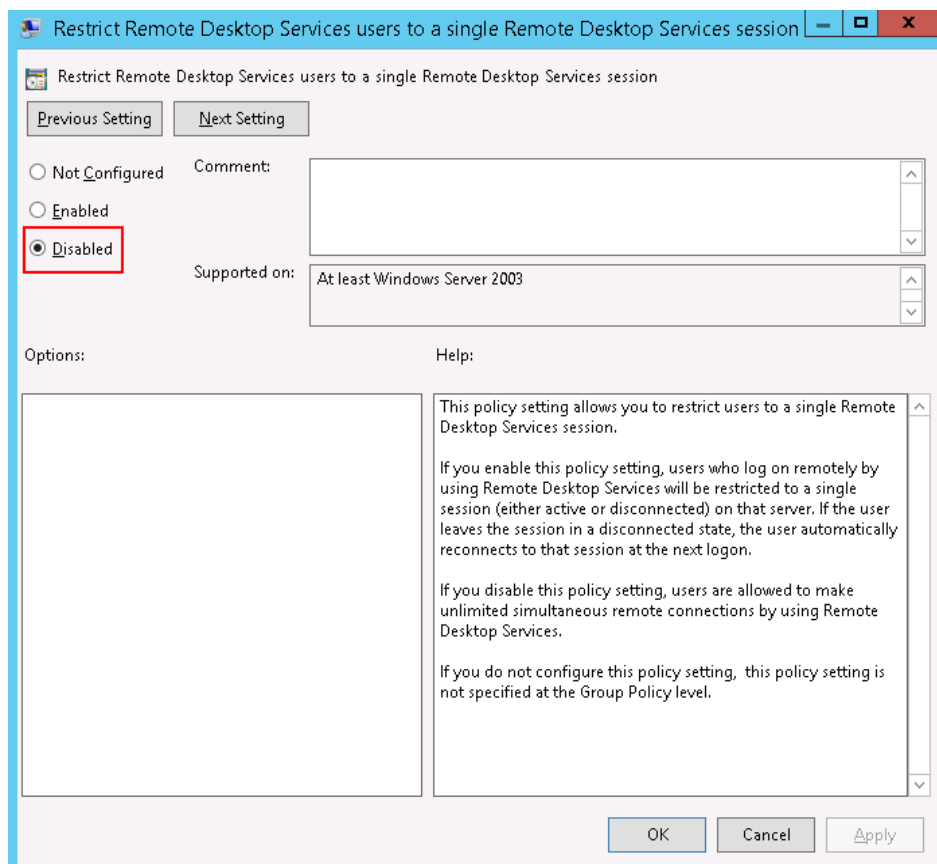 Restrict Remote Desktop Services users to a single Remote Desktop Services session
Restrict Remote Desktop Services users to a single Remote Desktop Services session
Previous Setting
Next Setting
Not Configured
Comment:
Enabled
Disabled
Supported on:
At least Windows Server 2003
Options:
Help:
This policy setting allows you to restrict users to a single Remote
Desktop Services session.
If you enable this policy setting, users who log on remotely by
using Remote Desktop Services will be restricted to a single
session (either active or disconnected) on that server. If the user
leaves the session in a disconnected state, the user automatically
reconnects to that session at the next logon.
If you disable this policy setting, users are allowed to make
unlimited simultaneous remote connections by using Remote
Desktop Services.
If you do not configure this policy setting,  this policy setting is
not specified at the Group Policy level.
OK
Cancel
Apply